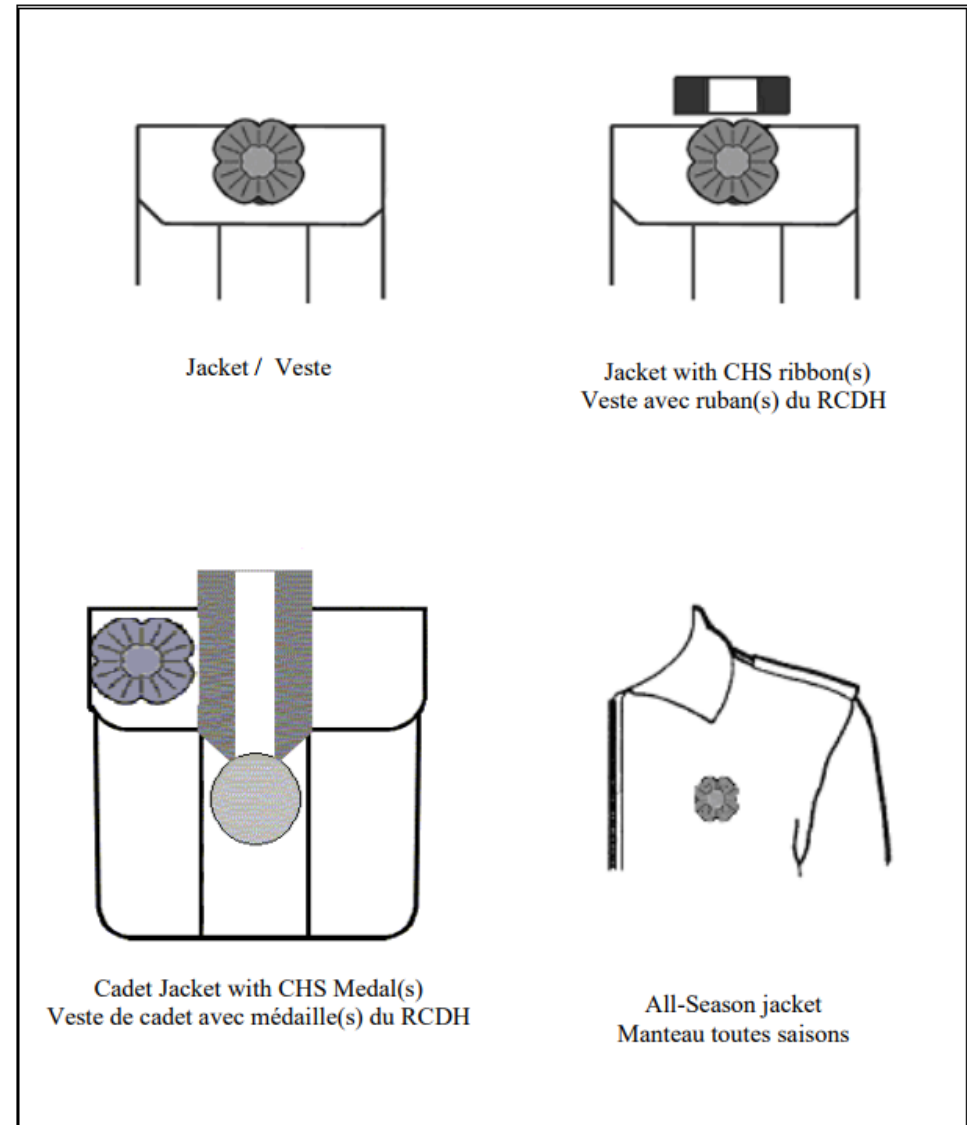 Jacket / Veste
Jacket with CHS ribbon(s)
Veste avec ruban(s) du RCDH
Cadet Jacket with CHS Medal(s)
Veste de cadet avec médaille(s) du RCDH
All-Season jacket
Manteau toutes saisons